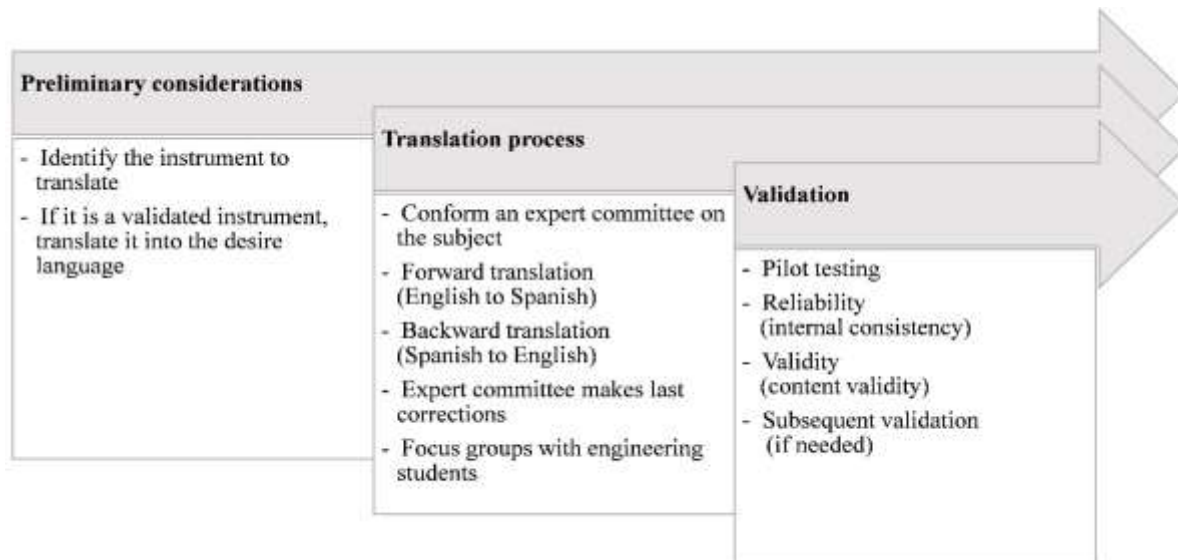 Preliminary considerations
- Identify the instrument to
translate
- If it is a validated instrument,
translate it into the desire
language
Translation process
- Conform an expert committee on
the subject
- Forward translation
(English to Spanish)
- Backward translation
(Spanish to English)
- Expert committee makes last
corrections
- Focus groups with engineering
students
Validation
- Pilot testing
- Reliability
(internal consistency)
- Validity
(content validity)
- Subsequent validation
(if needed)